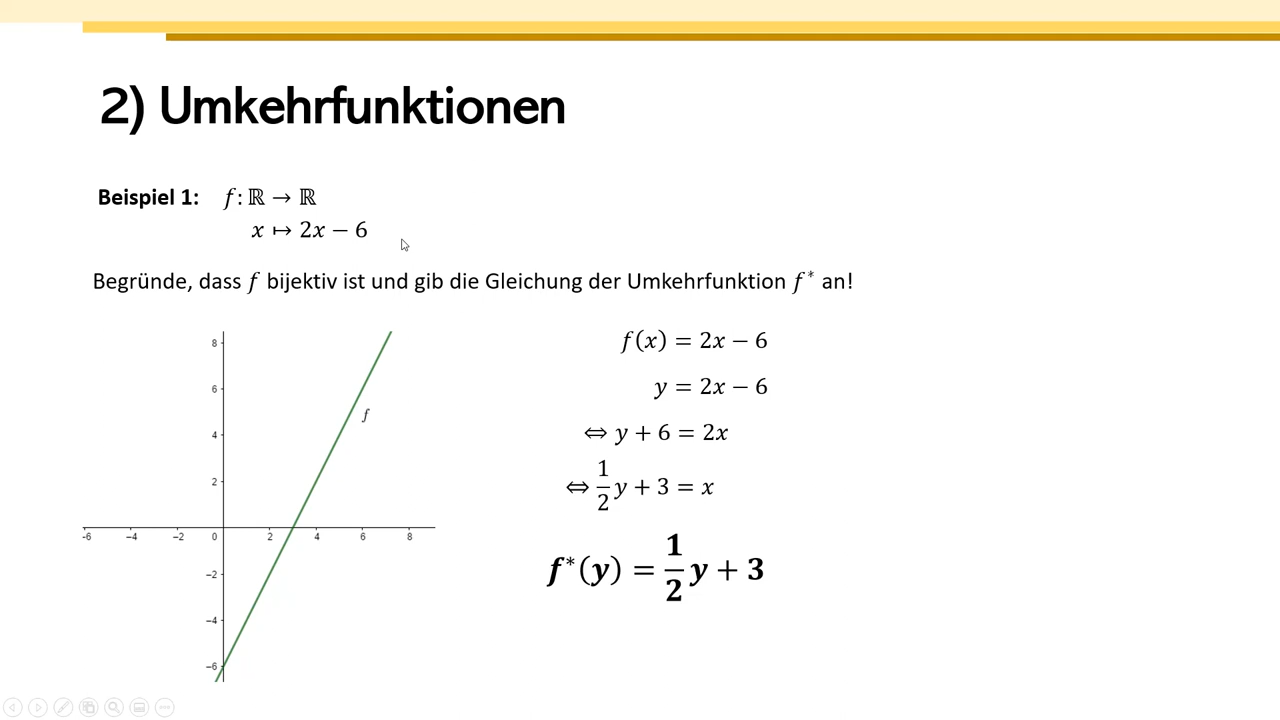 2) Umkehrfunktionen
Beispiel 1: f: ℝ → ℝ
x ↦ 2x − 6
Begründe, dass f bijektiv ist und gib die Gleichung der Umkehrfunktion f* an!
f(x) = 2x − 6
y = 2x − 6
⇔ y + 6 = 2x
⇔ 1/2 y + 3 = x
f*(y) = 1/2 y + 3
f
8
6
4
2
−6 −4 −2 0 2 4 6 8
−2
−4
−6